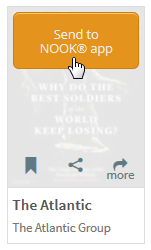 Send to
NOOK® app
WHY DO THE
BEST SOLDIERS
OF THE
WORLD
KEEP LOSING?
more
The Atlantic
The Atlantic Group